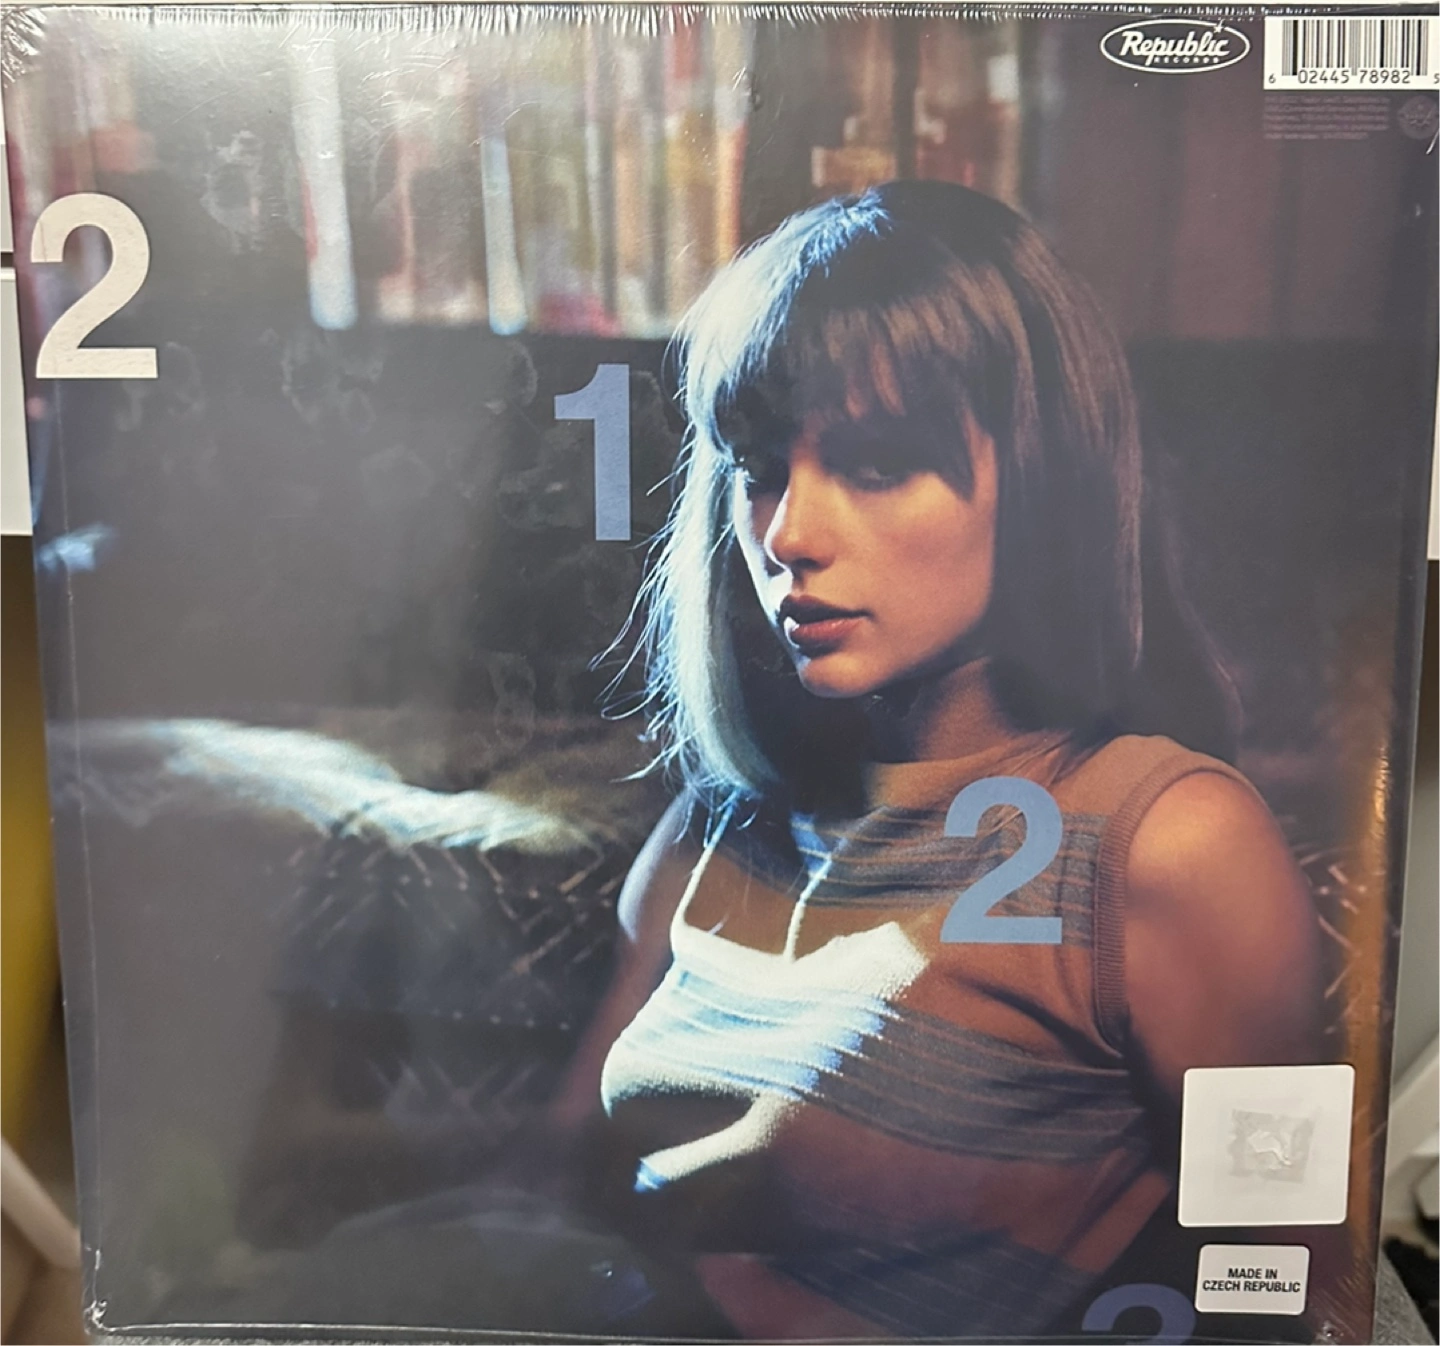 Republic
RECORDS
6 02445 78982 5
2
1
2
MADE IN
CZECH REPUBLIC